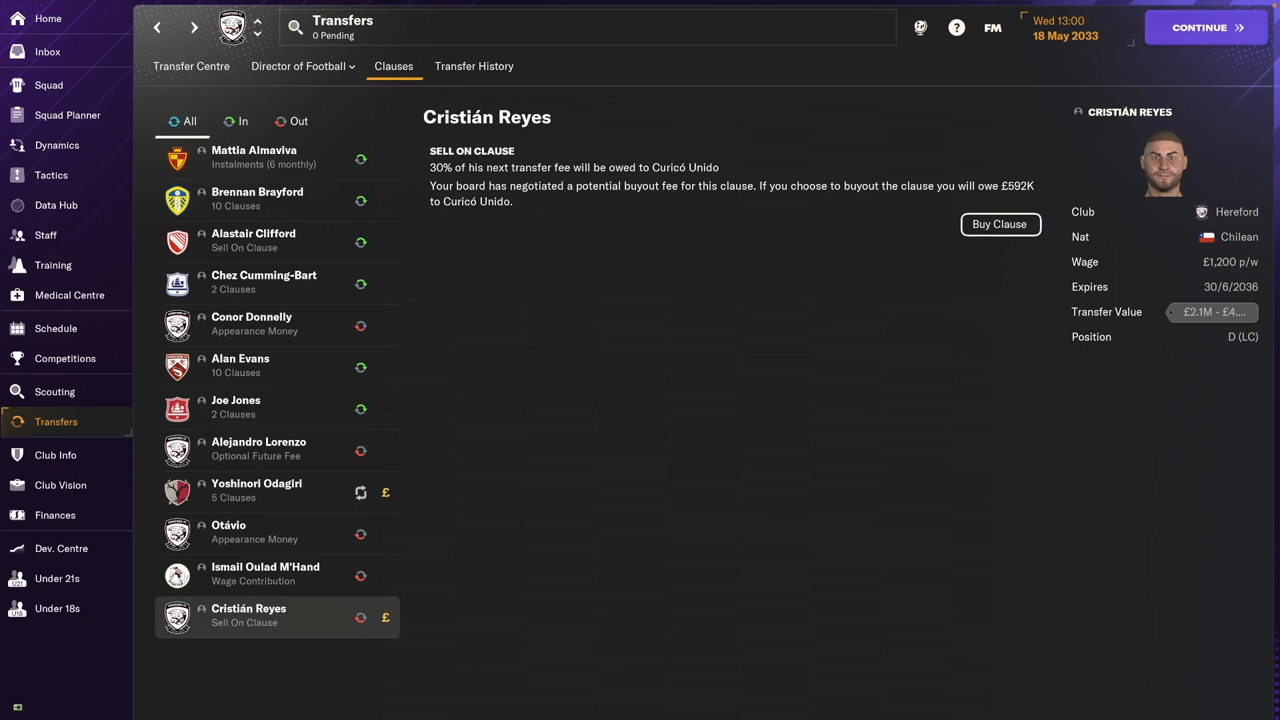 Home
Inbox
Squad
Squad Planner
Dynamics
Tactics
Data Hub
Staff
Training
Medical Centre
Schedule
Competitions
Scouting
Transfers
Club Info
Club Vision
Finances
Dev. Centre
Under 21s
Under 18s
Transfers
0 Pending
?
FM
Wed 13:00
18 May 2033
CONTINUE
Transfer Centre
Director of Football
Clauses
Transfer History
All
In
Out
Mattia Almaviva
Instalments (6 monthly)
Brennan Brayford
10 Clauses
Alastair Clifford
Sell On Clause
Chez Cumming-Bart
2 Clauses
Conor Donnelly
Appearance Money
Alan Evans
10 Clauses
Joe Jones
2 Clauses
Alejandro Lorenzo
Optional Future Fee
Yoshinori Odagiri
5 Clauses
£
Otávio
Appearance Money
Ismail Oulad M'Hand
Wage Contribution
Cristián Reyes
Sell On Clause
£
Cristián Reyes
SELL ON CLAUSE
30% of his next transfer fee will be owed to Curicó Unido
Your board has negotiated a potential buyout fee for this clause. If you choose to buyout the clause you will owe £592K
to Curicó Unido.
Buy Clause
CRISTIÁN REYES
Club Hereford
Nat Chilean
Wage £1,200 p/w
Expires 30/6/2036
Transfer Value £2.1M - £4....
Position D (LC)